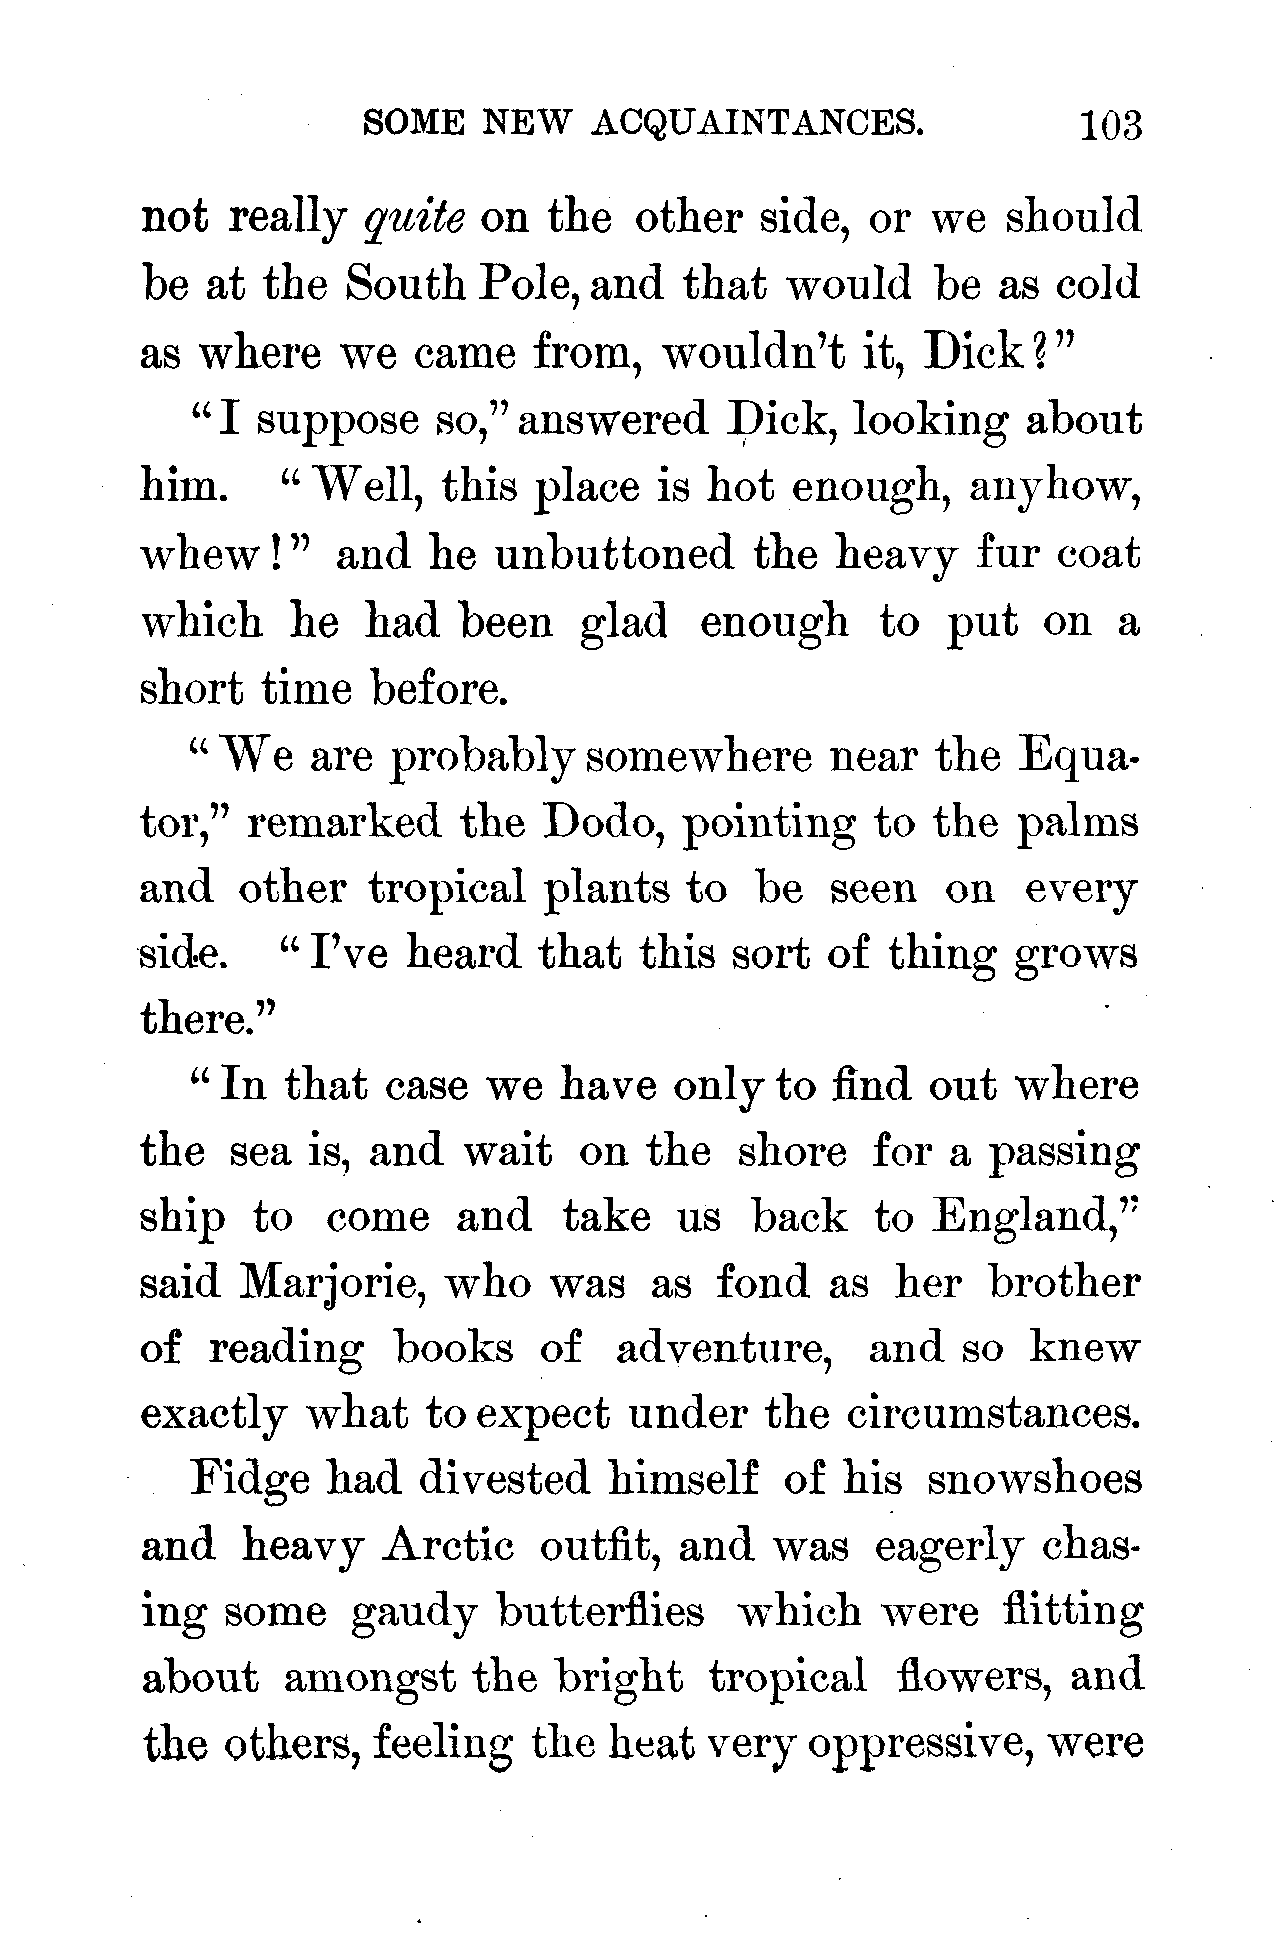 SOME NEW ACQUAINTANCES. 103
not really quite on the other side, or we should
be at the South Pole, and that would be as cold
as where we came from, wouldn't it, Dick?"
"I suppose so," answered Dick, looking about
him. "Well, this place is hot enough, anyhow,
whew!" and he unbuttoned the heavy fur coat
which he had been glad enough to put on a
short time before.
"We are probably somewhere near the Equa-
tor," remarked the Dodo, pointing to the palms
and other tropical plants to be seen on every
side. "I've heard that this sort of thing grows
there."
"In that case we have only to find out where
the sea is, and wait on the shore for a passing
ship to come and take us back to England,"
said Marjorie, who was as fond as her brother
of reading books of adventure, and so knew
exactly what to expect under the circumstances.
Fidge had divested himself of his snowshoes
and heavy Arctic outfit, and was eagerly chas-
ing some gaudy butterflies which were flitting
about amongst the bright tropical flowers, and
the others, feeling the heat very oppressive, were